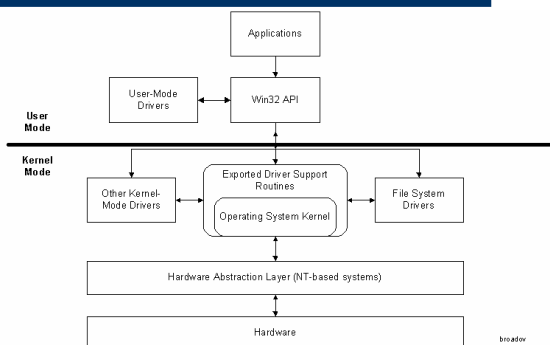 Applications
User-Mode
Drivers
Win32 API
User
Mode
Kernel
Mode
Other Kernel-
Mode Drivers
Exported Driver Support
Routines
Operating System Kernel
File System
Drivers
Hardware Abstraction Layer (NT-based systems)
Hardware
broadov